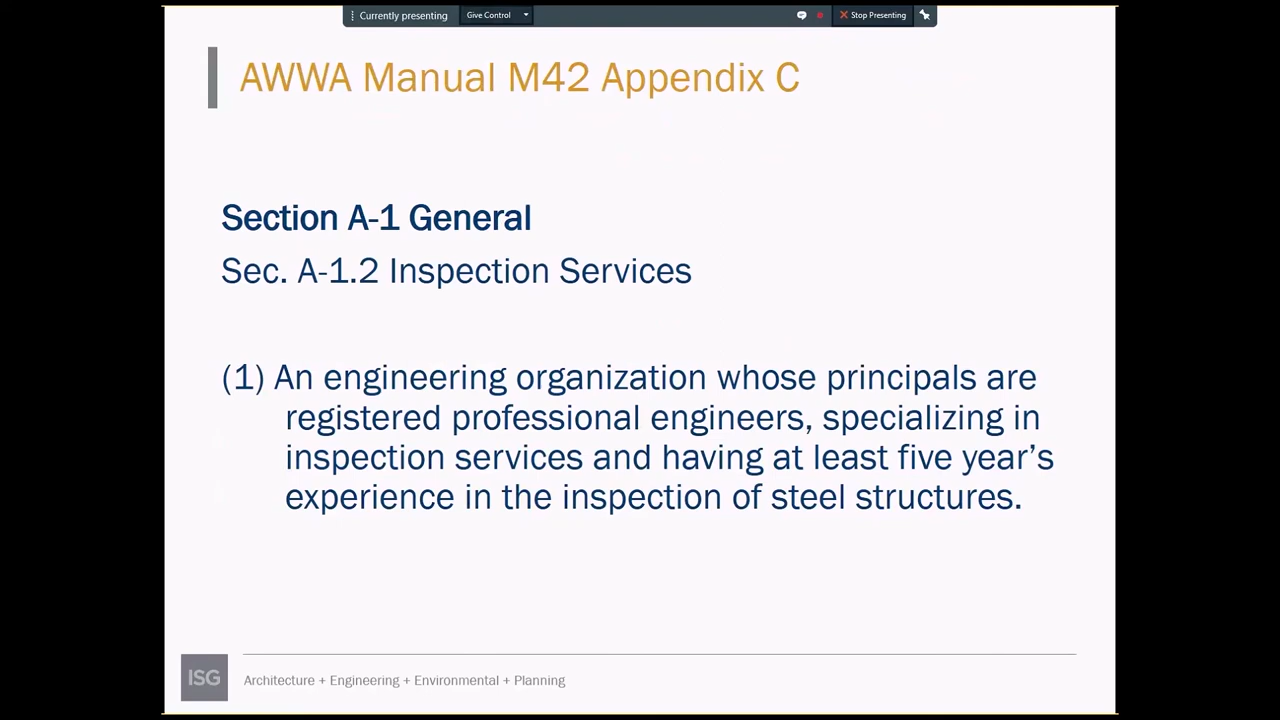 Currently presenting Give Control Stop Presenting
AWWA Manual M42 Appendix C
Section A-1 General
Sec. A-1.2 Inspection Services
(1) An engineering organization whose principals are
registered professional engineers, specializing in
inspection services and having at least five year's
experience in the inspection of steel structures.
ISG Architecture + Engineering + Environmental + Planning